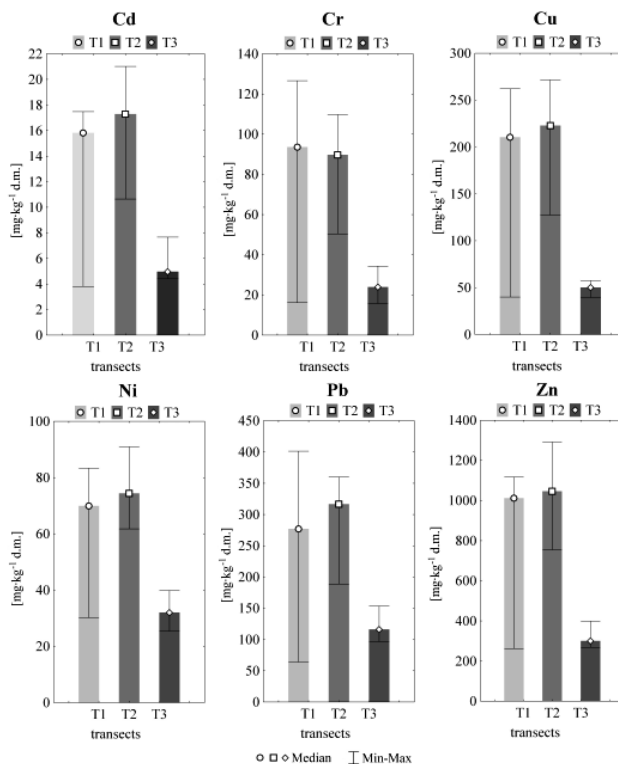 Cd
T1 T2 T3
22
20
18
16
14
12
10
8
6
4
2
0
[mg·kg⁻¹ d.m.]
T1 T2 T3
transects
Cr
T1 T2 T3
140
120
100
80
60
40
20
0
[mg·kg⁻¹ d.m.]
T1 T2 T3
transects
Cu
T1 T2 T3
300
250
200
150
100
50
0
[mg·kg⁻¹ d.m.]
T1 T2 T3
transects
Ni
T1 T2 T3
100
80
60
40
20
0
[mg·kg⁻¹ d.m.]
T1 T2 T3
transects
Pb
T1 T2 T3
450
400
350
300
250
200
150
100
50
0
[mg·kg⁻¹ d.m.]
T1 T2 T3
transects
Zn
T1 T2 T3
1400
1200
1000
800
600
400
200
0
[mg·kg⁻¹ d.m.]
T1 T2 T3
transects
Median Min-Max